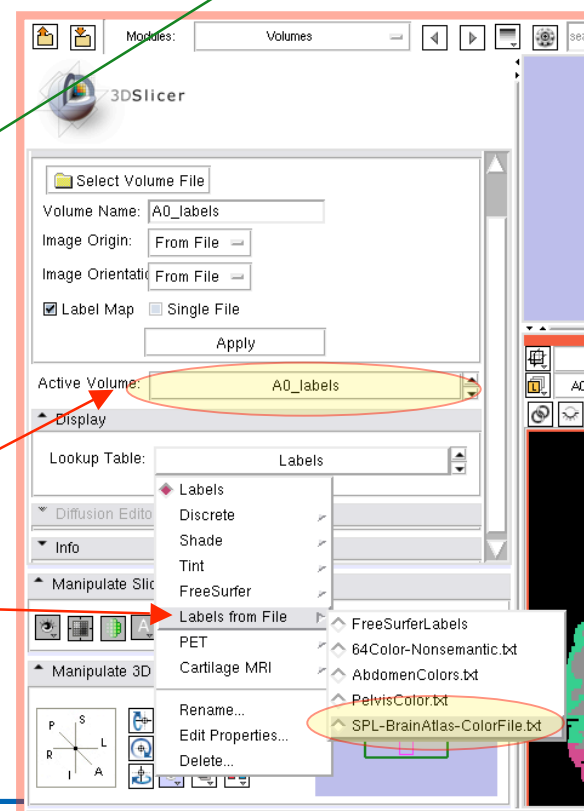 Modules: Volumes sea
3DSlicer
Select Volume File
Volume Name: A0_labels
Image Origin: From File
Image Orientatio From File
Label Map Single File
Apply
Active Volume: A0_labels
Display
Lookup Table: Labels
Labels
Diffusion Edito
Discrete
Info
Shade
Tint
FreeSurfer
Manipulate Slic
Labels from File
FreeSurferLabels
PET
64Color-Nonsemantic.txt
Cartilage MRI
AbdomenColors.txt
Manipulate 3D
PelvisColor.txt
Rename...
SPL-BrainAtlas-ColorFile.txt
Edit Properties...
Delete...
P S
R L
I A
L A0
A
F